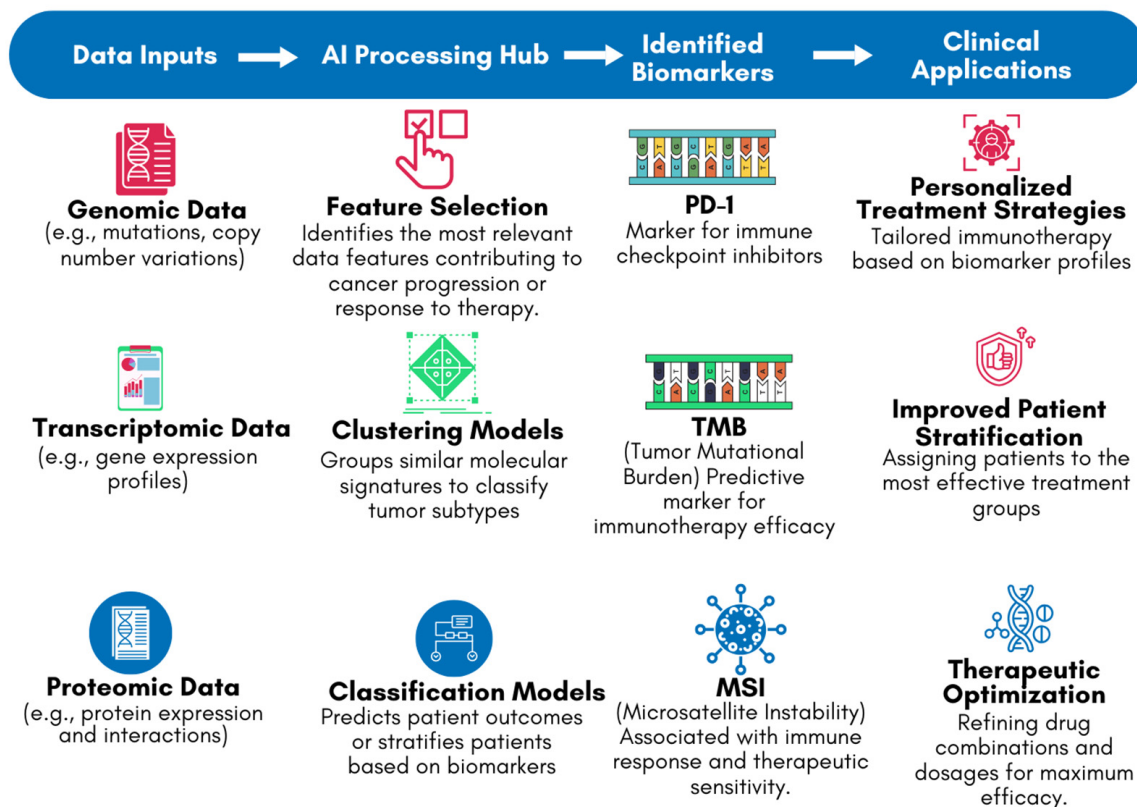 Data Inputs
AI Processing Hub
Identified
Biomarkers
Clinical
Applications
Genomic Data
(e.g., mutations, copy
number variations)
Feature Selection
Identifies the most relevant
data features contributing to
cancer progression or
response to therapy.
C G
A T
C G
G C
A T
C G
T A
T A
PD-1
Marker for immune
checkpoint inhibitors
Personalized
Treatment Strategies
Tailored immunotherapy
based on biomarker profiles
Transcriptomic Data
(e.g., gene expression
profiles)
Clustering Models
Groups similar molecular
signatures to classify
tumor subtypes
TMB
(Tumor Mutational
Burden) Predictive
marker for
immunotherapy efficacy
Improved Patient
Stratification
Assigning patients to the
most effective treatment
groups
Proteomic Data
(e.g., protein expression
and interactions)
Classification Models
Predicts patient outcomes
or stratifies patients
based on biomarkers
MSI
(Microsatellite Instability)
Associated with immune
response and therapeutic
sensitivity.
Therapeutic
Optimization
Refining drug
combinations and
dosages for maximum
efficacy.